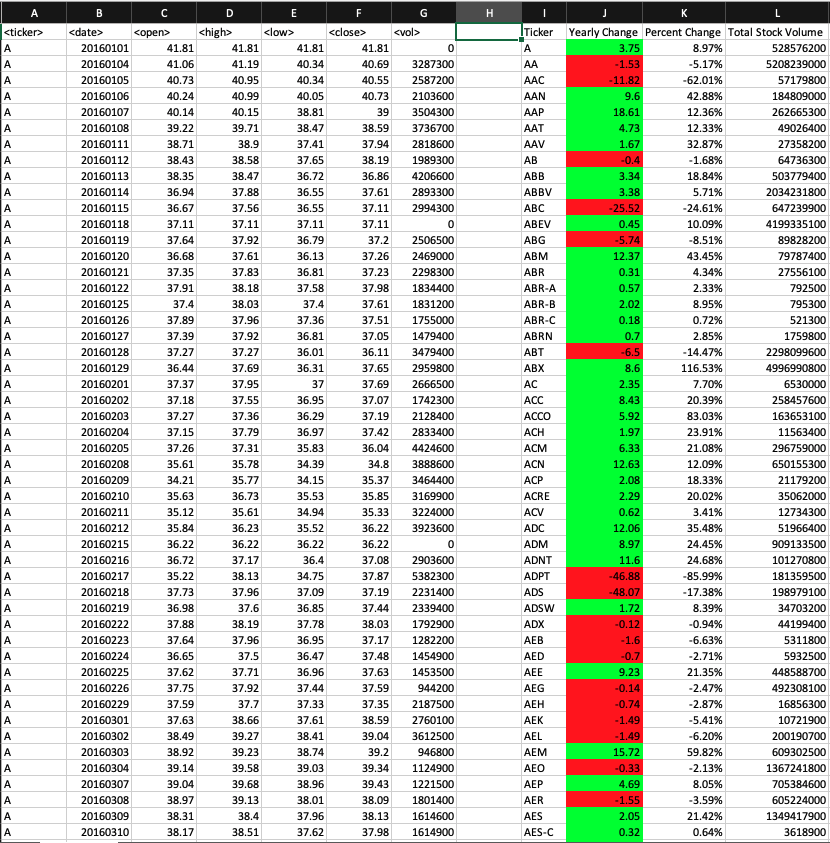 A B C D E F G H I J K L
<ticker> <date> <open> <high> <low> <close> <vol> Ticker Yearly Change Percent Change Total Stock Volume
A 20160101 41.81 41.81 41.81 41.81 0 A 3.75 8.97% 528576200
A 20160104 41.06 41.19 40.34 40.69 3287300 AA -1.53 -5.17% 5208239000
A 20160105 40.73 40.95 40.34 40.55 2587200 AAC -11.82 -62.01% 57179800
A 20160106 40.24 40.99 40.05 40.73 2103600 AAN 9.6 42.88% 184809000
A 20160107 40.14 40.15 38.81 39 3504300 AAP 18.61 12.36% 262665300
A 20160108 39.22 39.71 38.47 38.59 3736700 AAT 4.73 12.33% 49026400
A 20160111 38.71 38.9 37.41 37.94 2818600 AAV 1.67 32.87% 27358200
A 20160112 38.43 38.58 37.65 38.19 1989300 AB -0.4 -1.68% 64736300
A 20160113 38.35 38.47 36.72 36.86 4206600 ABB 3.34 18.84% 503779400
A 20160114 36.94 37.88 36.55 37.61 2893300 ABBV 3.38 5.71% 2034231800
A 20160115 36.67 37.56 36.55 37.11 2994300 ABC -25.52 -24.61% 647239900
A 20160118 37.11 37.11 37.11 37.11 0 ABEV 0.45 10.09% 4199335100
A 20160119 37.64 37.92 36.79 37.2 2506500 ABG -5.74 -8.51% 89828200
A 20160120 36.68 37.61 36.13 37.26 2469000 ABM 12.37 43.45% 79787400
A 20160121 37.35 37.83 36.81 37.23 2298300 ABR 0.31 4.34% 27556100
A 20160122 37.91 38.18 37.58 37.98 1834400 ABR-A 0.57 2.33% 792500
A 20160125 37.4 38.03 37.4 37.61 1831200 ABR-B 2.02 8.95% 795300
A 20160126 37.89 37.96 37.36 37.51 1755000 ABR-C 0.18 0.72% 521300
A 20160127 37.39 37.92 36.81 37.05 1479400 ABRN 0.7 2.85% 1759800
A 20160128 37.27 37.27 36.01 36.11 3479400 ABT -6.5 -14.47% 2298099600
A 20160129 36.44 37.69 36.31 37.65 2959800 ABX 8.6 116.53% 4996990800
A 20160201 37.37 37.95 37 37.69 2666500 AC 2.35 7.70% 6530000
A 20160202 37.18 37.55 36.95 37.07 1742300 ACC 8.43 20.39% 258457600
A 20160203 37.27 37.36 36.29 37.19 2128400 ACCO 5.92 83.03% 163653100
A 20160204 37.15 37.79 36.97 37.42 2833400 ACH 1.97 23.91% 11563400
A 20160205 37.26 37.31 35.83 36.04 4424600 ACM 6.33 21.08% 296759000
A 20160208 35.61 35.78 34.39 34.8 3888600 ACN 12.63 12.09% 650155300
A 20160209 34.21 35.77 34.15 35.37 3464400 ACP 2.08 18.33% 21179200
A 20160210 35.63 36.73 35.53 35.85 3169900 ACRE 2.29 20.02% 35062000
A 20160211 35.12 35.61 34.94 35.33 3224000 ACV 0.62 3.41% 12734300
A 20160212 35.84 36.23 35.52 36.22 3923600 ADC 12.06 35.48% 51966400
A 20160215 36.22 36.22 36.22 36.22 0 ADM 8.97 24.45% 909133500
A 20160216 36.72 37.17 36.4 37.08 2903600 ADNT 11.6 24.68% 101270800
A 20160217 35.22 38.13 34.75 37.87 5382300 ADPT -46.88 -85.99% 181359500
A 20160218 37.73 37.96 37.09 37.19 2231400 ADS -48.07 -17.38% 198979100
A 20160219 36.98 37.6 36.85 37.44 2339400 ADSW 1.72 8.39% 34703200
A 20160222 37.88 38.19 37.78 38.03 1792900 ADX -0.12 -0.94% 44199400
A 20160223 37.64 37.96 36.95 37.17 1282200 AEB -1.6 -6.63% 5311800
A 20160224 36.65 37.5 36.47 37.48 1454900 AED -0.7 -2.71% 5932500
A 20160225 37.62 37.71 36.96 37.63 1453500 AEE 9.23 21.35% 448588700
A 20160226 37.75 37.92 37.44 37.59 944200 AEG -0.14 -2.47% 492308100
A 20160229 37.59 37.7 37.33 37.35 2187500 AEH -0.74 -2.87% 16856300
A 20160301 37.63 38.66 37.61 38.59 2760100 AEK -1.49 -5.41% 10721900
A 20160302 38.49 39.27 38.41 39.04 3612500 AEL -1.49 -6.20% 200190700
A 20160303 38.92 39.23 38.74 39.2 946800 AEM 15.72 59.82% 609302500
A 20160304 39.14 39.58 39.03 39.34 1124900 AEO -0.33 -2.13% 1367241800
A 20160307 39.04 39.68 38.96 39.43 1221500 AEP 4.69 8.05% 705384600
A 20160308 38.97 39.13 38.01 38.09 1801400 AER -1.55 -3.59% 605224000
A 20160309 38.31 38.4 37.96 38.13 1614600 AES 2.05 21.42% 1349417900
A 20160310 38.17 38.51 37.62 37.98 1614900 AES-C 0.32 0.64% 3618900